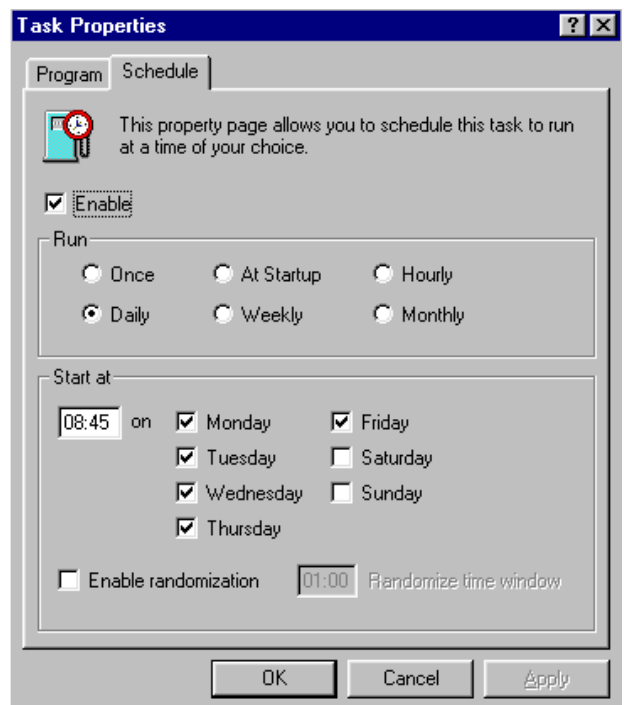 Task Properties
Program Schedule
This property page allows you to schedule this task to run
at a time of your choice.
Enable
Run
Once At Startup Hourly
Daily Weekly Monthly
Start at
08:45 on Monday Friday
Tuesday Saturday
Wednesday Sunday
Thursday
Enable randomization 01:00 Randomize time window
OK Cancel Apply